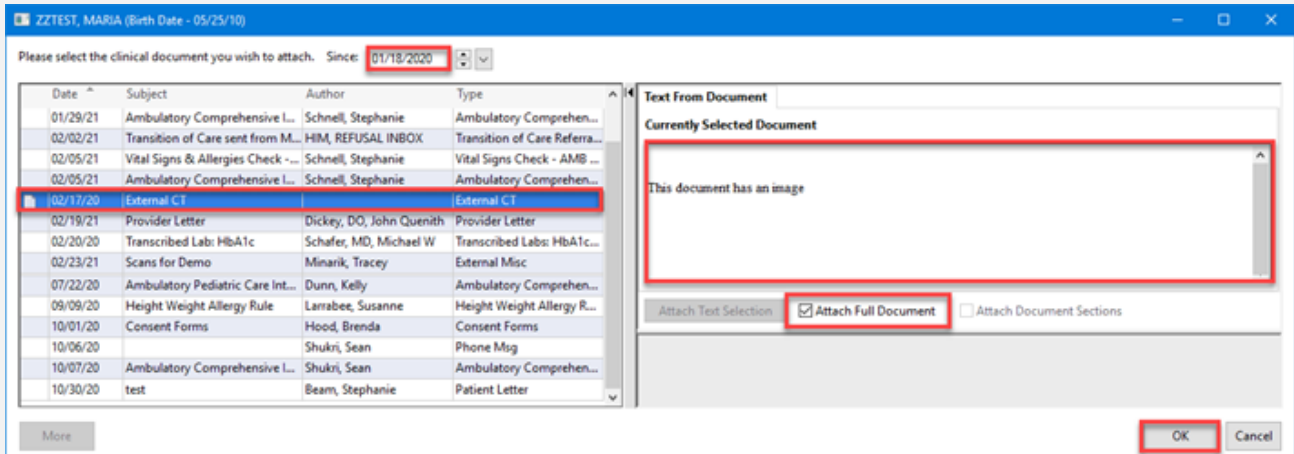 ZZTEST, MARIA (Birth Date - 05/25/10)
Please select the clinical document you wish to attach. Since: 01/18/2020
Date Subject Author Type
01/29/21 Ambulatory Comprehensive I... Schnell, Stephanie Ambulatory Comprehen...
02/02/21 Transition of Care sent from M... HIM, REFUSAL INBOX Transition of Care Referra...
02/05/21 Vital Signs & Allergies Check -... Schnell, Stephanie Vital Signs Check - AMB ...
02/05/21 Ambulatory Comprehensive I... Schnell, Stephanie Ambulatory Comprehen...
02/17/20 External CT External CT
02/19/21 Provider Letter Dickey, DO, John Quenith Provider Letter
02/20/20 Transcribed Lab: HbA1c Schafer, MD, Michael W Transcribed Labs: HbA1c...
02/23/21 Scans for Demo Minarik, Tracey External Misc
07/22/20 Ambulatory Pediatric Care Int... Dunn, Kelly Ambulatory Comprehen...
09/09/20 Height Weight Allergy Rule Larrabee, Susanne Height Weight Allergy R...
10/01/20 Consent Forms Hood, Brenda Consent Forms
10/06/20 Shukri, Sean Phone Msg
10/07/20 Ambulatory Comprehensive I... Shukri, Sean Ambulatory Comprehen...
10/30/20 test Beam, Stephanie Patient Letter
Text From Document
Currently Selected Document
This document has an image
Attach Text Selection Attach Full Document Attach Document Sections
More OK Cancel